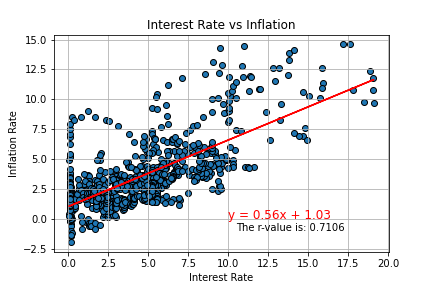 Interest Rate vs Inflation
15.0
12.5
10.0
7.5
5.0
2.5
0.0
−2.5
Inflation Rate
y = 0.56x + 1.03
The r-value is: 0.7106
0.0 2.5 5.0 7.5 10.0 12.5 15.0 17.5 20.0
Interest Rate